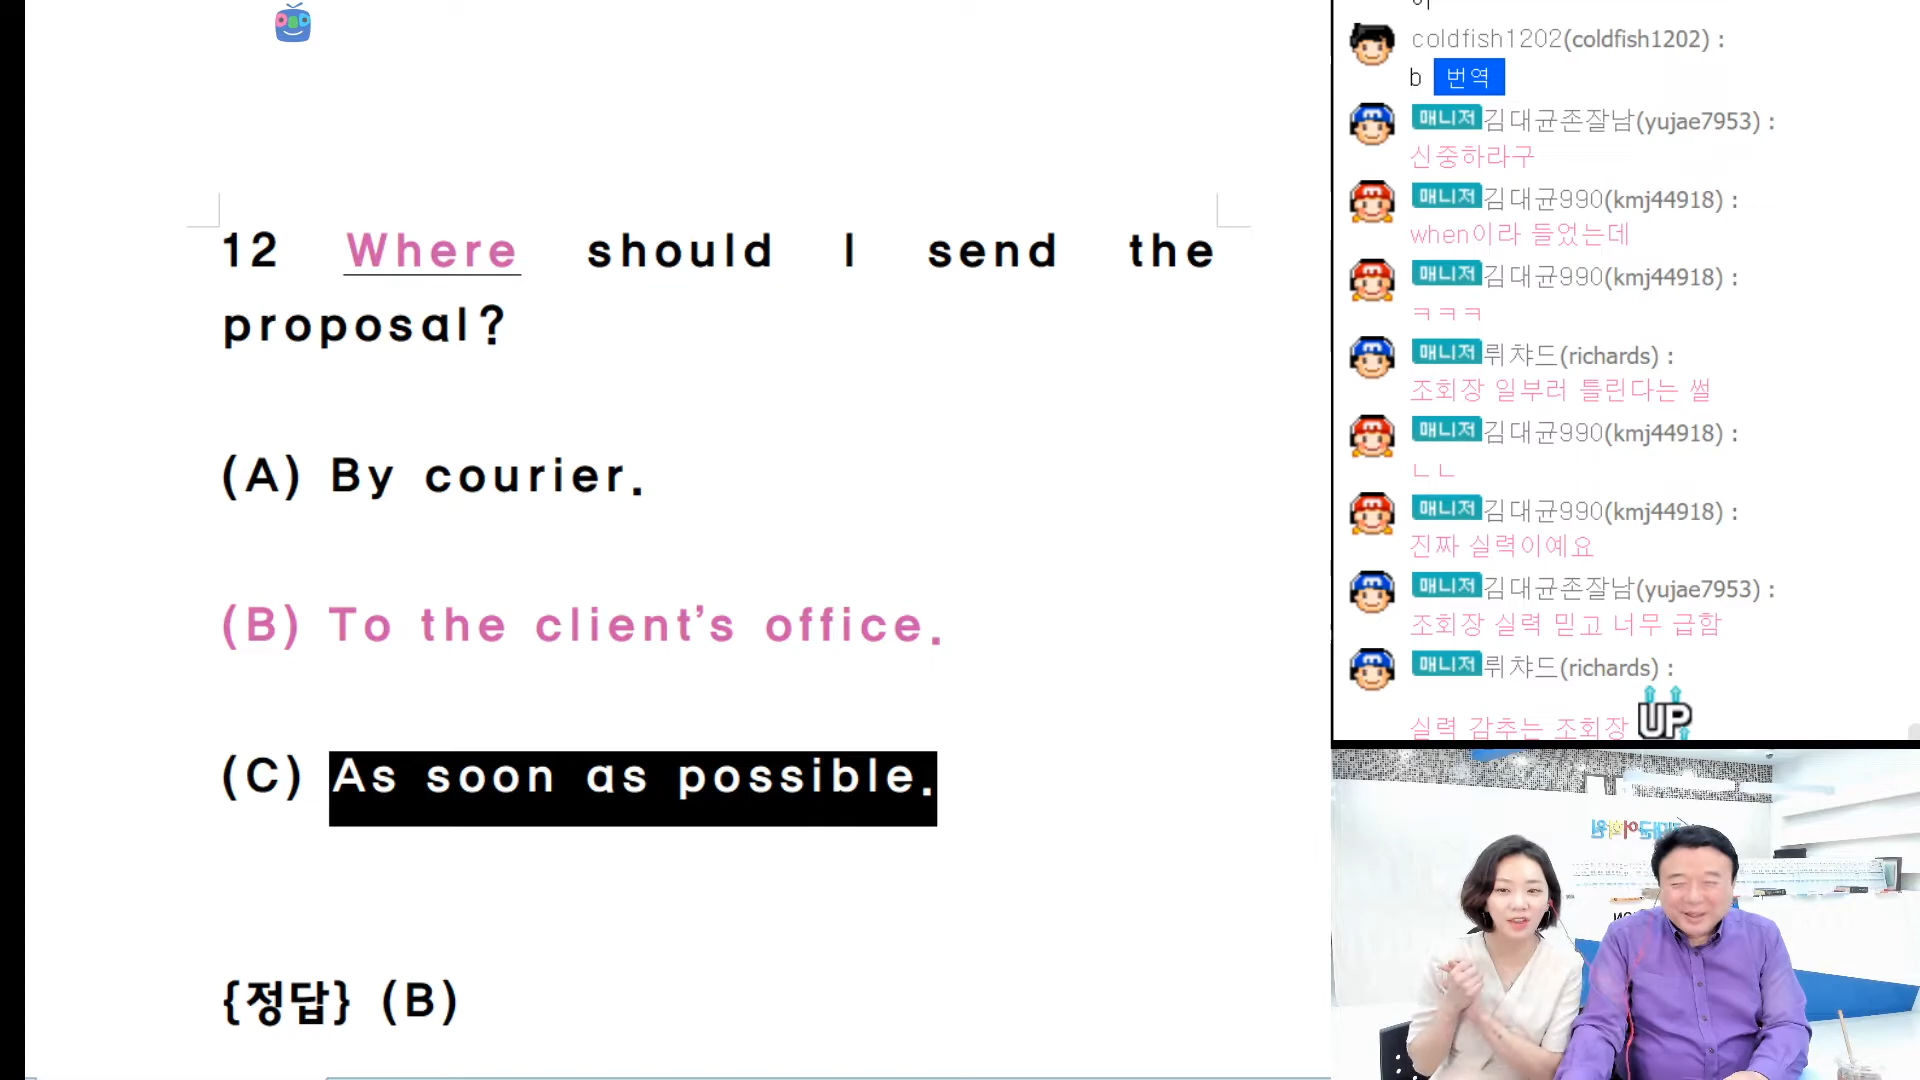 12 Where should I send the
proposal?
(A) By courier.
(B) To the client's office.
(C) As soon as possible.
{정답} (B)
coldfish1202(coldfish1202) :
b 번역
매니저 김대균존잘남(yujae7953) :
신중하라구
매니저 김대균990(kmj44918) :
when이라 들었는데
매니저 김대균990(kmj44918) :
ㅋㅋㅋ
매니저 뤼챠드(richards) :
조회장 일부러 틀린다는 썰
매니저 김대균990(kmj44918) :
ㄴㄴ
매니저 김대균990(kmj44918) :
진짜 실력이예요
매니저 김대균존잘남(yujae7953) :
조회장 실력 믿고 너무 급함
매니저 뤼챠드(richards) :
실력 감추는 조회장 UP